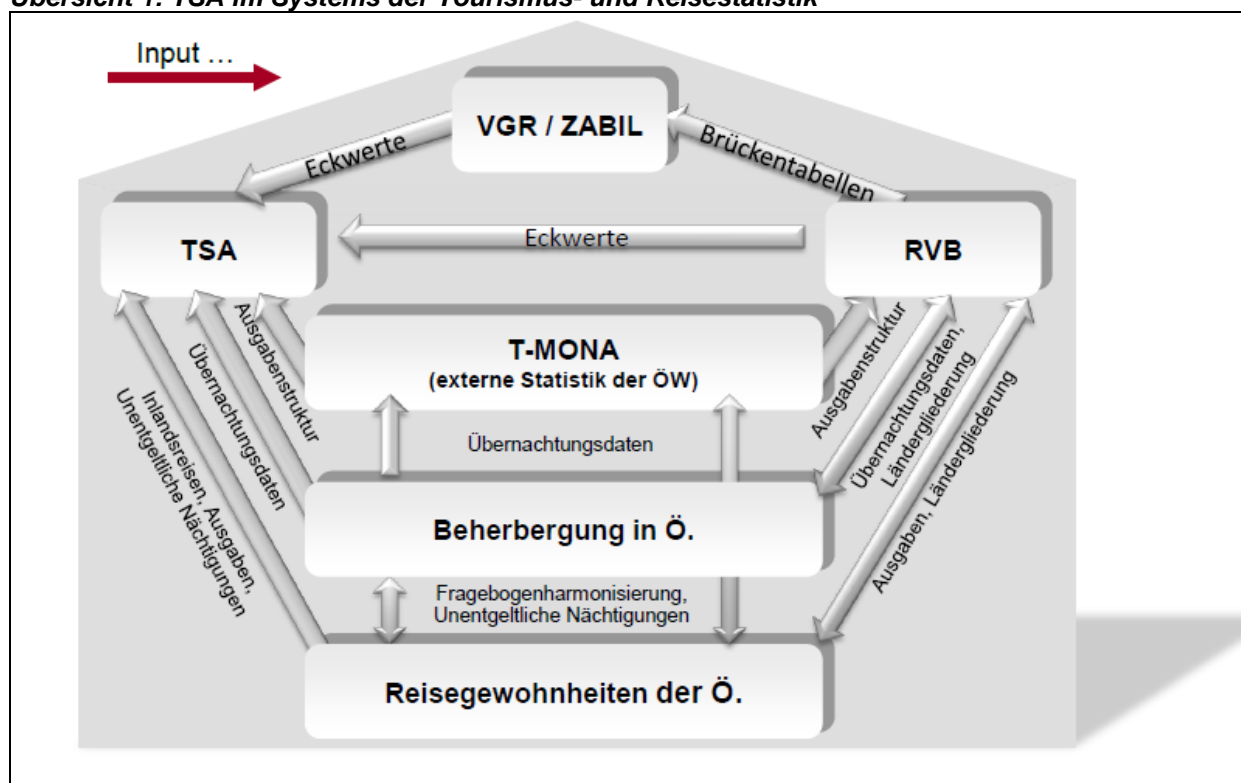 Übersicht 1: TSA im Systems der Tourismus- und Reisestatistik
Input …
VGR / ZABIL
Eckwerte
Brückentabellen
TSA
Eckwerte
RVB
T-MONA
(externe Statistik der ÖW)
Ausgabenstruktur
Übernachtungsdaten
Inlandsreisen, Ausgaben,
Unentgeltliche Nächtigungen
Ausgabenstruktur
Übernachtungsdaten,
Ländergliederung
Ausgaben, Ländergliederung
Übernachtungsdaten
Beherbergung in Ö.
Fragebogenharmonisierung,
Unentgeltliche Nächtigungen
Reisegewohnheiten der Ö.